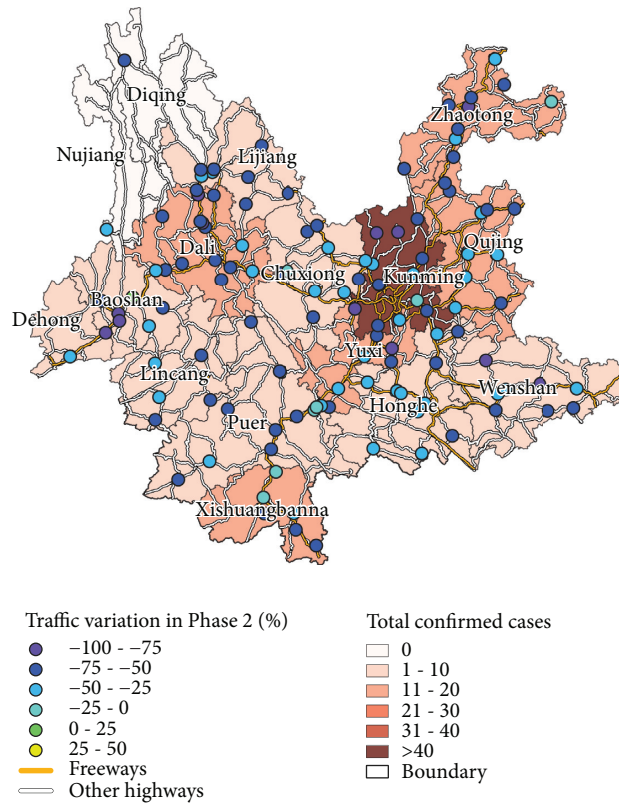 Diqing
Zhaotong
Nujiang
Lijiang
Dali
Qujing
Chuxiong
Kunming
Baoshan
Dehong
Yuxi
Lincang
Wenshan
Honghe
Puer
Xishuangbanna
Traffic variation in Phase 2 (%)
−100 - −75
−75 - −50
−50 - −25
−25 - 0
0 - 25
25 - 50
Freeways
Other highways
Total confirmed cases
0
1 - 10
11 - 20
21 - 30
31 - 40
>40
Boundary